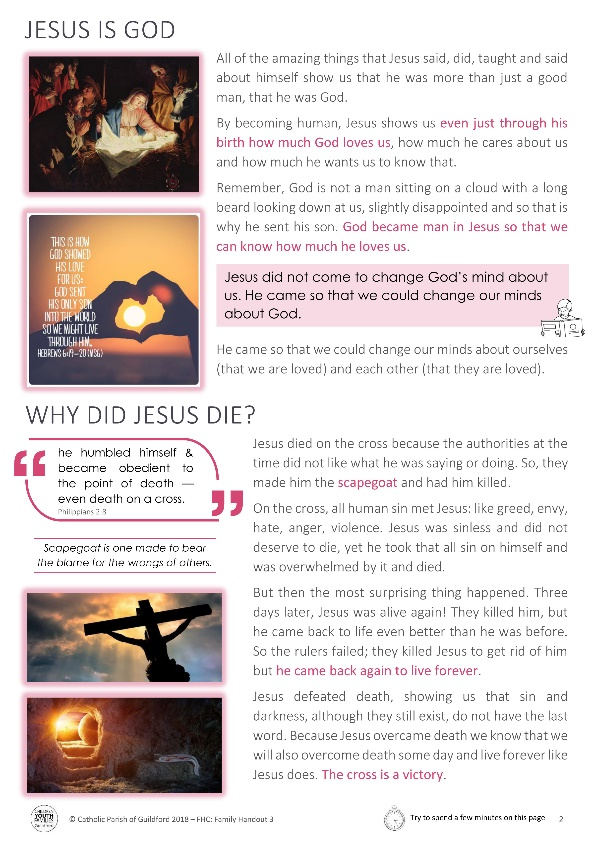 JESUS IS GOD
All of the amazing things that Jesus said, did, taught and said
about himself show us that he was more than just a good
man, that he was God.
By becoming human, Jesus shows us even just through his
birth how much God loves us, how much he cares about us
and how much he wants us to know that.
Remember, God is not a man sitting on a cloud with a long
beard looking down at us, slightly disappointed and so that is
why he sent his son. God became man in Jesus so that we
can know how much he loves us.
THIS IS HOW
GOD SHOWED
HIS LOVE
FOR US:
GOD SENT
HIS ONLY SON
INTO THE WORLD
SO WE MIGHT LIVE
THROUGH HIM.
HEBREWS 6:19-20 (MSG)
Jesus did not come to change God's mind about
us. He came so that we could change our minds
about God.
He came so that we could change our minds about ourselves
(that we are loved) and each other (that they are loved).
WHY DID JESUS DIE?
“ he humbled himself &
became obedient to
the point of death —
even death on a cross. ”
Philippians 2:8
Scapegoat is one made to bear
the blame for the wrongs of others.
Jesus died on the cross because the authorities at the
time did not like what he was saying or doing. So, they
made him the scapegoat and had him killed.
On the cross, all human sin met Jesus: like greed, envy,
hate, anger, violence. Jesus was sinless and did not
deserve to die, yet he took that all sin on himself and
was overwhelmed by it and died.
But then the most surprising thing happened. Three
days later, Jesus was alive again! They killed him, but
he came back to life even better than he was before.
So the rulers failed; they killed Jesus to get rid of him
but he came back again to live forever.
Jesus defeated death, showing us that sin and
darkness, although they still exist, do not have the last
word. Because Jesus overcame death we know that we
will also overcome death some day and live forever like
Jesus does. The cross is a victory.
CHILDREN
YOUTH
FAMILIES
Guildford
© Catholic Parish of Guildford 2018 – FHC: Family Handout 3
Try to spend a few minutes on this page
2